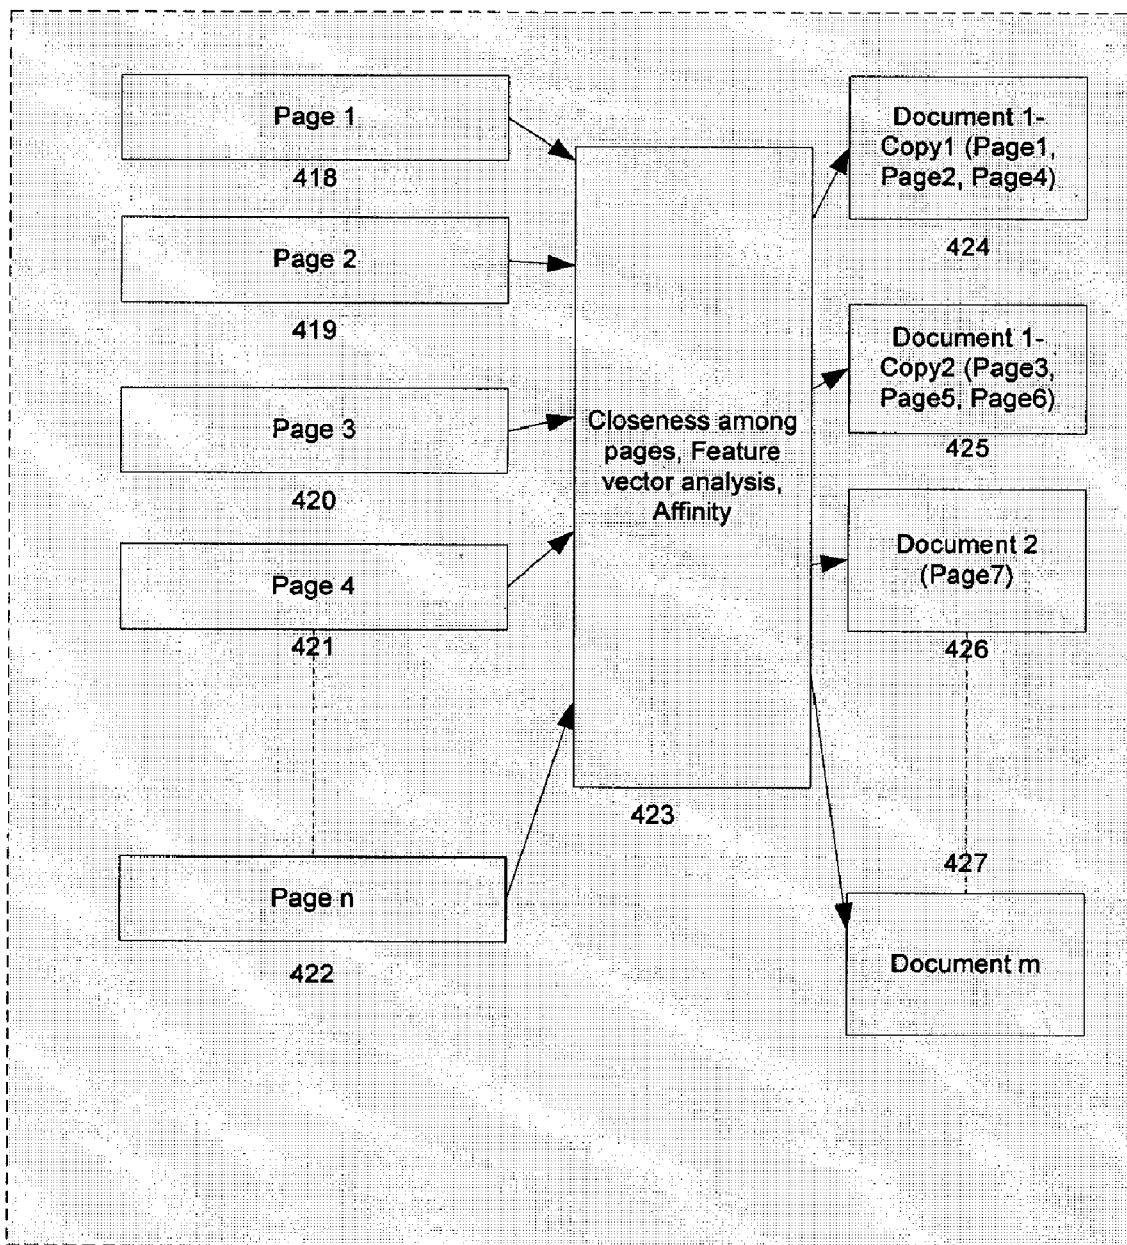 Page 1
418
Page 2
419
Page 3
420
Page 4
421
Page n
422
Closeness among
pages, Feature
vector analysis,
Affinity
423
Document 1-
Copy1 (Page1,
Page2, Page4)
424
Document 1-
Copy2 (Page3,
Page5, Page6)
425
Document 2
(Page7)
426
427
Document m